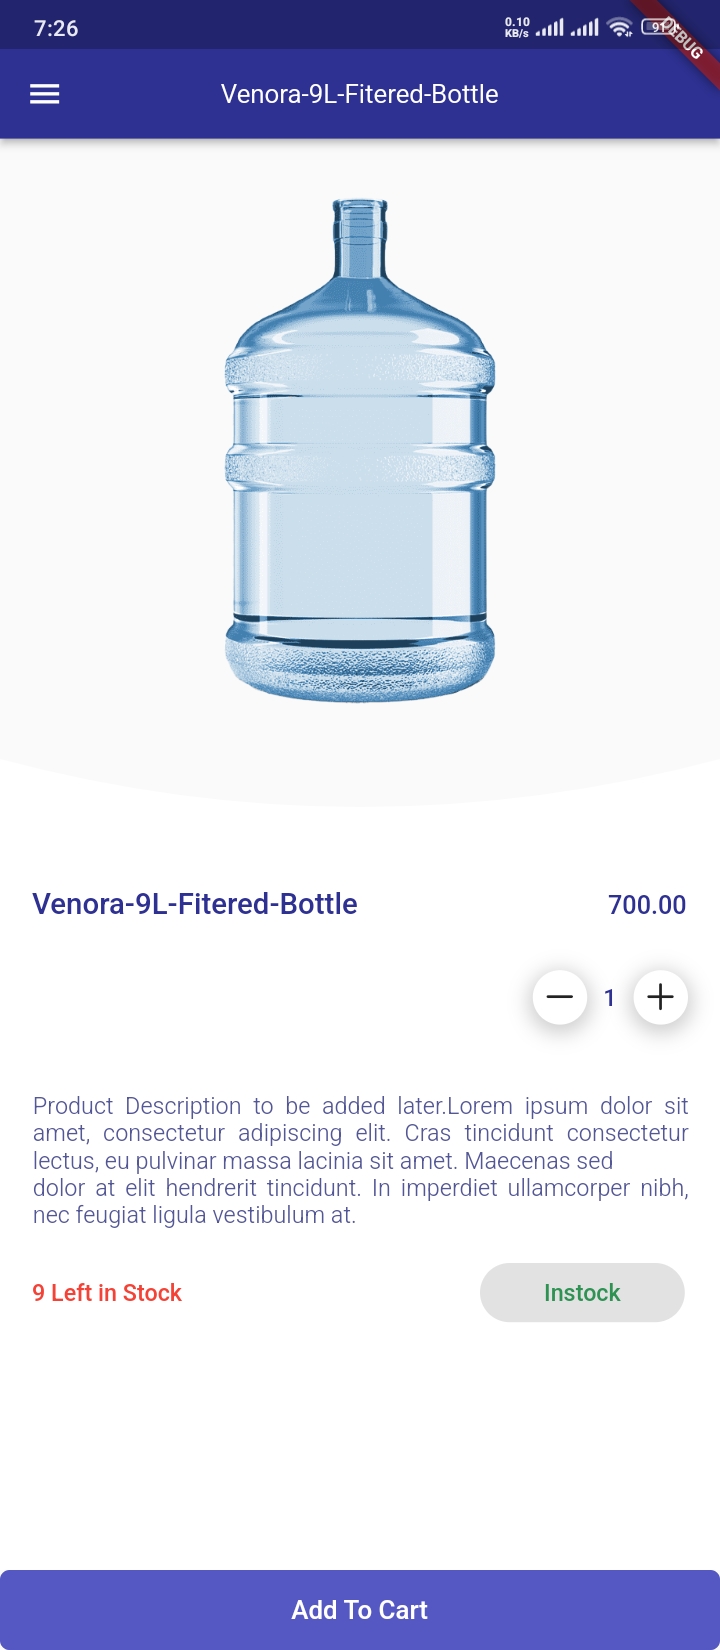 7:26
0.10
KB/s
91
DEBUG
Venora-9L-Fitered-Bottle
Venora-9L-Fitered-Bottle
700.00
1
Product Description to be added later.Lorem ipsum dolor sit
amet, consectetur adipiscing elit. Cras tincidunt consectetur
lectus, eu pulvinar massa lacinia sit amet. Maecenas sed
dolor at elit hendrerit tincidunt. In imperdiet ullamcorper nibh,
nec feugiat ligula vestibulum at.
9 Left in Stock
Instock
Add To Cart